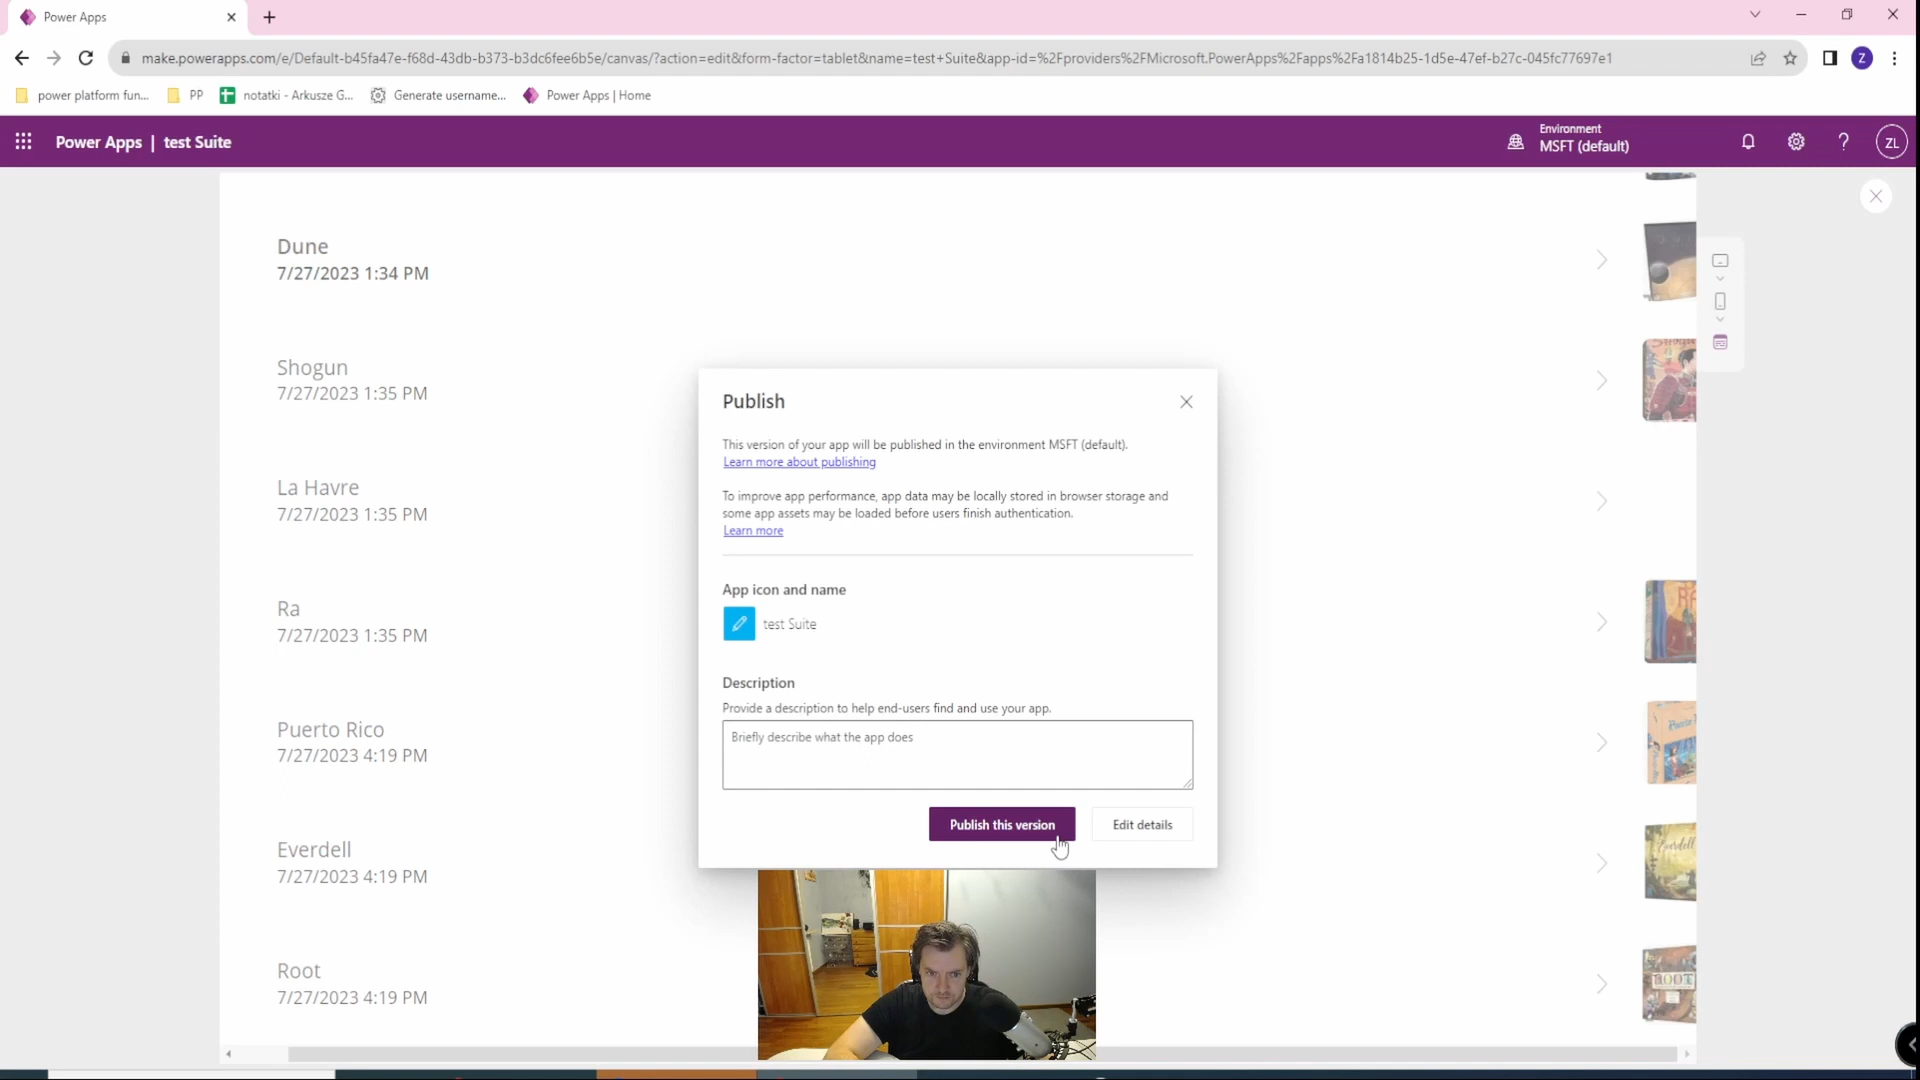 Power Apps
make.powerapps.com/e/Default-b45fa47e-f68d-43db-b373-b3dc6fee6b5e/canvas/?action=edit&form-factor=tablet&name=test+Suite&app-id=%2Fproviders%2FMicrosoft.PowerApps%2Fapps%2Fa1814b25-1d5e-47ef-b27c-045fc77697e1
Z
power platform fun...
PP
notatki - Arkusze G...
Generate username...
Power Apps | Home
Power Apps | test Suite
Environment
MSFT (default)
?
ZL
Dune
7/27/2023 1:34 PM
Shogun
7/27/2023 1:35 PM
La Havre
7/27/2023 1:35 PM
Ra
7/27/2023 1:35 PM
Puerto Rico
7/27/2023 4:19 PM
Everdell
7/27/2023 4:19 PM
Root
7/27/2023 4:19 PM
Publish
This version of your app will be published in the environment MSFT (default).
Learn more about publishing
To improve app performance, app data may be locally stored in browser storage and
some app assets may be loaded before users finish authentication.
Learn more
App icon and name
test Suite
Description
Provide a description to help end-users find and use your app.
Briefly describe what the app does
Publish this version
Edit details
Everdell
ROOT